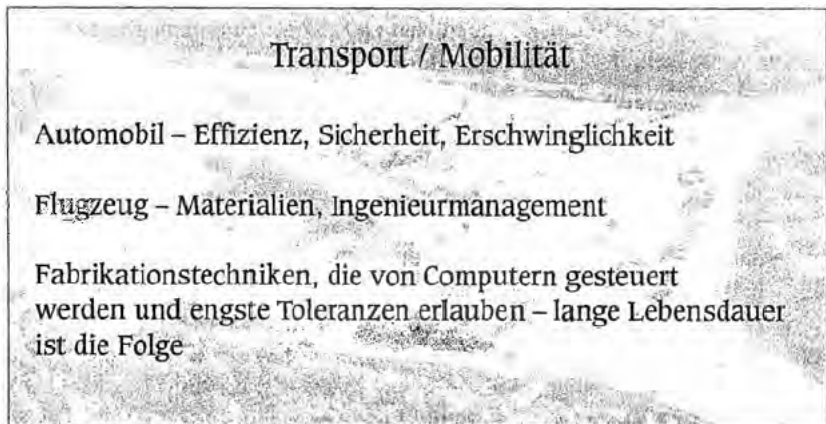 Transport / Mobilität
Automobil – Effizienz, Sicherheit, Erschwinglichkeit
Flugzeug – Materialien, Ingenieurmanagement
Fabrikationstechniken, die von Computern gesteuert
werden und engste Toleranzen erlauben – lange Lebensdauer
ist die Folge